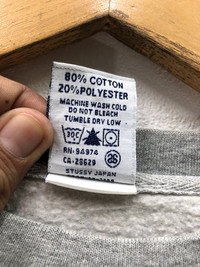 80% COTTON
20% POLYESTER
MACHINE WASH COLD
DO NOT BLEACH
TUMBLE DRY LOW
30C
RN-94974
CA-28629
STUSSY JAPAN